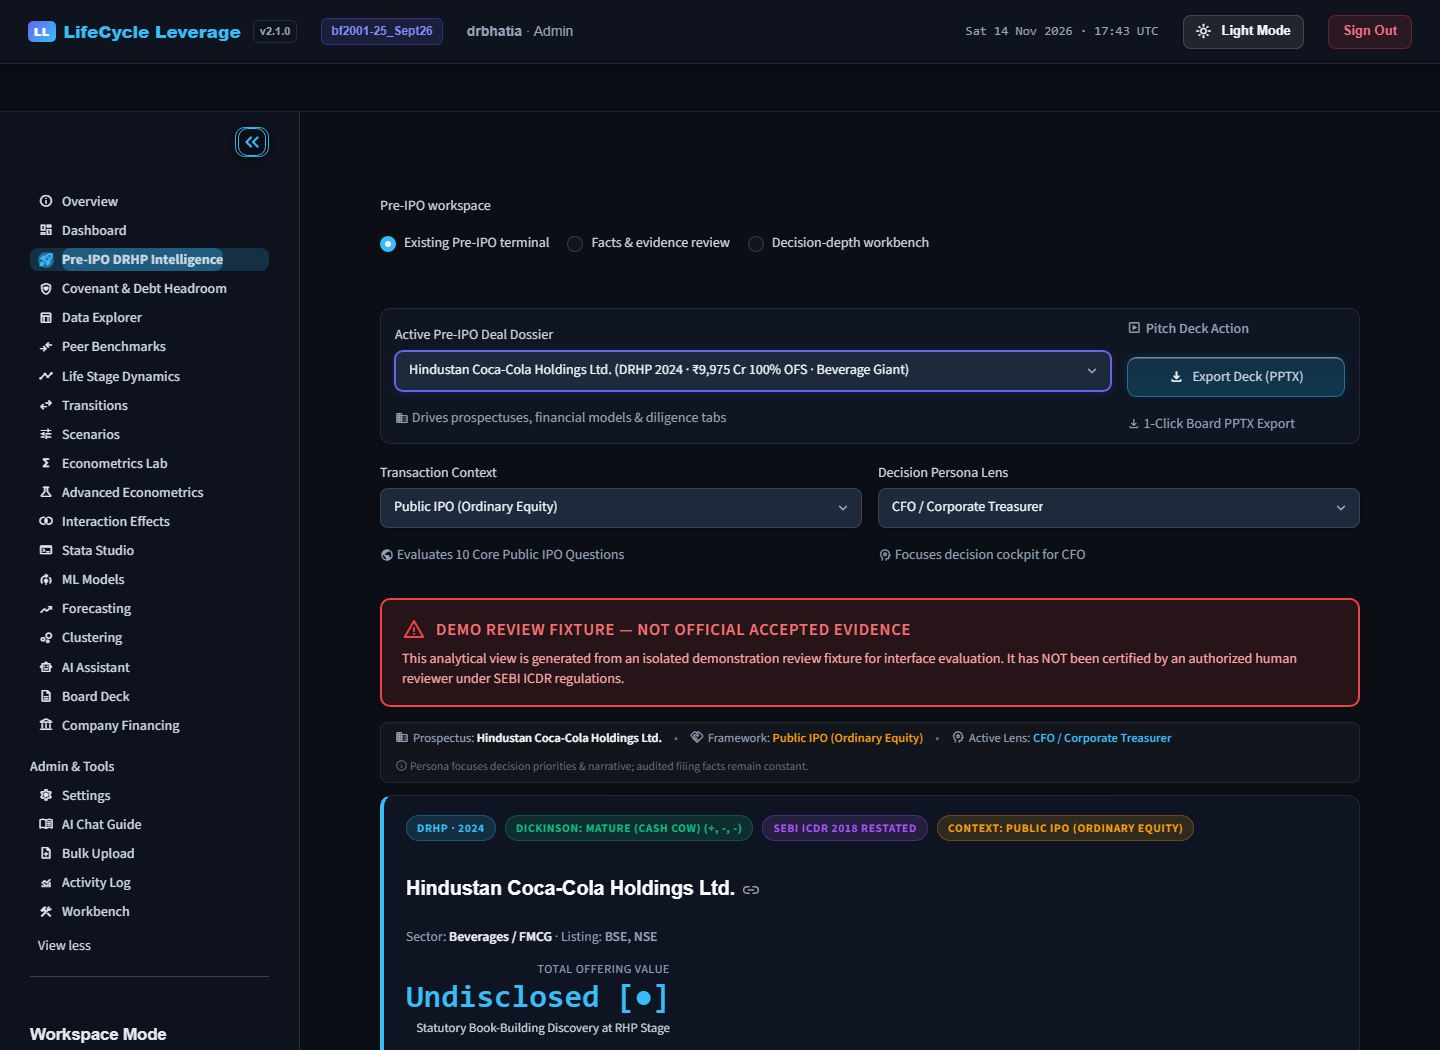 LL LifeCycle Leverage v2.1.0 bf2001-25_Sept26 drbhatia · Admin Sat 14 Nov 2026 · 17:43 UTC Light Mode Sign Out
Overview
Dashboard
Pre-IPO DRHP Intelligence
Covenant & Debt Headroom
Data Explorer
Peer Benchmarks
Life Stage Dynamics
Transitions
Scenarios
Econometrics Lab
Advanced Econometrics
Interaction Effects
Stata Studio
ML Models
Forecasting
Clustering
AI Assistant
Board Deck
Company Financing
Admin & Tools
Settings
AI Chat Guide
Bulk Upload
Activity Log
Workbench
View less
Workspace Mode
Pre-IPO workspace
Existing Pre-IPO terminal Facts & evidence review Decision-depth workbench
Active Pre-IPO Deal Dossier
Hindustan Coca-Cola Holdings Ltd. (DRHP 2024 · ₹9,975 Cr 100% OFS · Beverage Giant)
Drives prospectuses, financial models & diligence tabs
Pitch Deck Action
Export Deck (PPTX)
1-Click Board PPTX Export
Transaction Context
Public IPO (Ordinary Equity)
Evaluates 10 Core Public IPO Questions
Decision Persona Lens
CFO / Corporate Treasurer
Focuses decision cockpit for CFO
DEMO REVIEW FIXTURE — NOT OFFICIAL ACCEPTED EVIDENCE
This analytical view is generated from an isolated demonstration review fixture for interface evaluation. It has NOT been certified by an authorized human
reviewer under SEBI ICDR regulations.
Prospectus: Hindustan Coca-Cola Holdings Ltd. • Framework: Public IPO (Ordinary Equity) • Active Lens: CFO / Corporate Treasurer
Persona focuses decision priorities & narrative; audited filing facts remain constant.
DRHP · 2024 DICKINSON: MATURE (CASH COW) (+, -, -) SEBI ICDR 2018 RESTATED CONTEXT: PUBLIC IPO (ORDINARY EQUITY)
Hindustan Coca-Cola Holdings Ltd.
Sector: Beverages / FMCG · Listing: BSE, NSE
TOTAL OFFERING VALUE
Undisclosed [●]
Statutory Book-Building Discovery at RHP Stage